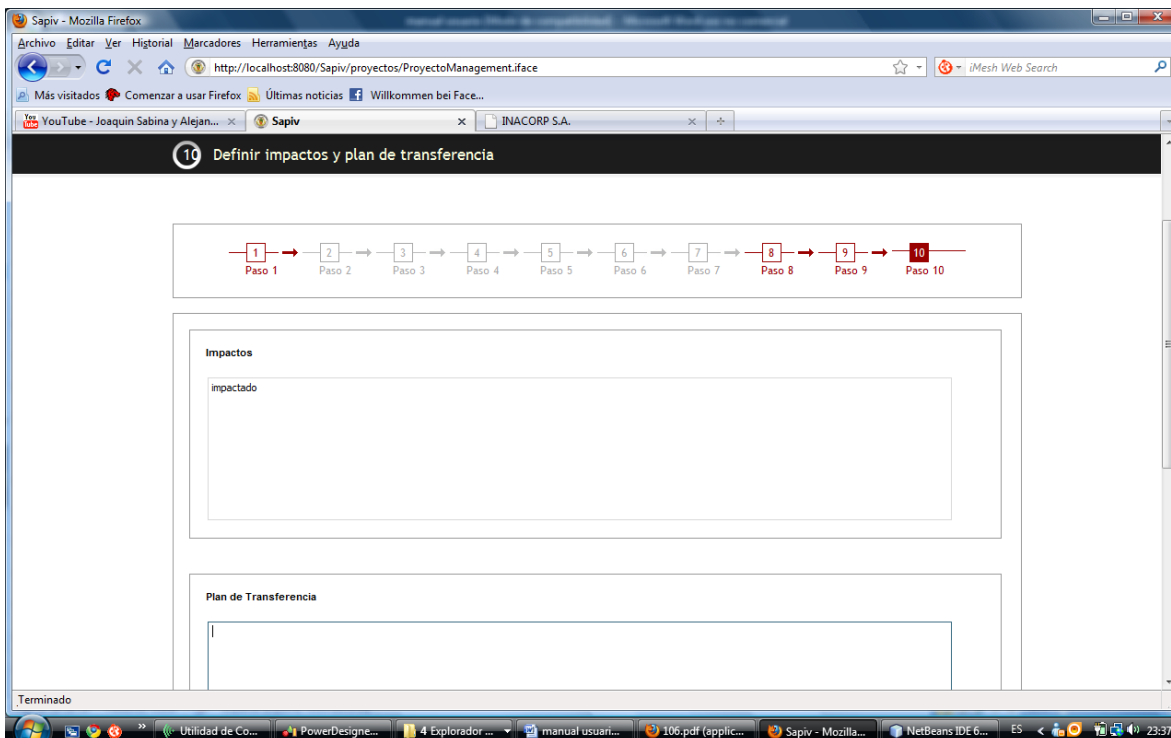 Sapiv - Mozilla Firefox
Archivo Editar Ver Historial Marcadores Herramientas Ayuda
http://localhost:8080/Sapiv/proyectos/ProyectoManagement.iface
iMesh Web Search
Más visitados Comenzar a usar Firefox Últimas noticias Willkommen bei Face...
YouTube - Joaquin Sabina y Alejan... Sapiv INACORP S.A.
10 Definir impactos y plan de transferencia
1 2 3 4 5 6 7 8 9 10
Paso 1 Paso 2 Paso 3 Paso 4 Paso 5 Paso 6 Paso 7 Paso 8 Paso 9 Paso 10
Impactos
impactado
Plan de Transferencia
Terminado
Utilidad de Co... PowerDesigne... 4 Explorador ... manual usuari... 106.pdf (applic... Sapiv - Mozilla... NetBeans IDE 6... ES